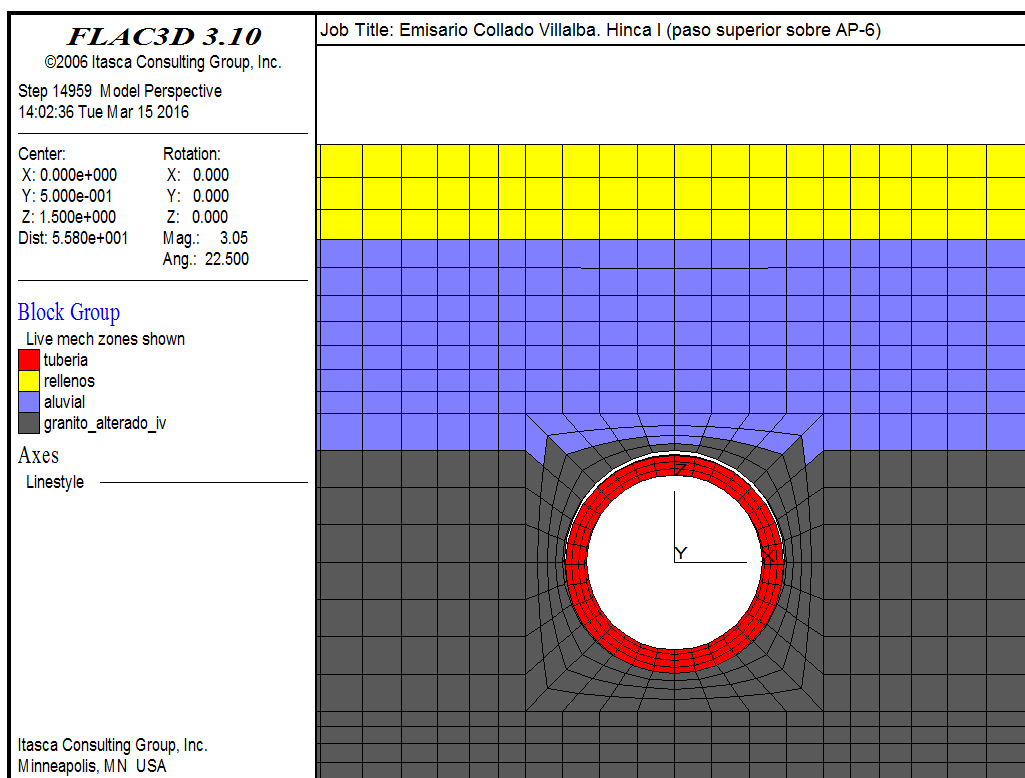 FLAC3D 3.10
©2006 Itasca Consulting Group, Inc.
Step 14959 Model Perspective
14:02:36 Tue Mar 15 2016
Center:
X: 0.000e+000
Y: 5.000e-001
Z: 1.500e+000
Dist: 5.580e+001
Rotation:
X: 0.000
Y: 0.000
Z: 0.000
Mag.: 3.05
Ang.: 22.500
Block Group
Live mech zones shown
tuberia
rellenos
aluvial
granito_alterado_iv
Axes
Linestyle
Itasca Consulting Group, Inc.
Minneapolis, MN USA
Job Title: Emisario Collado Villalba. Hinca I (paso superior sobre AP-6)
Z
Y
X